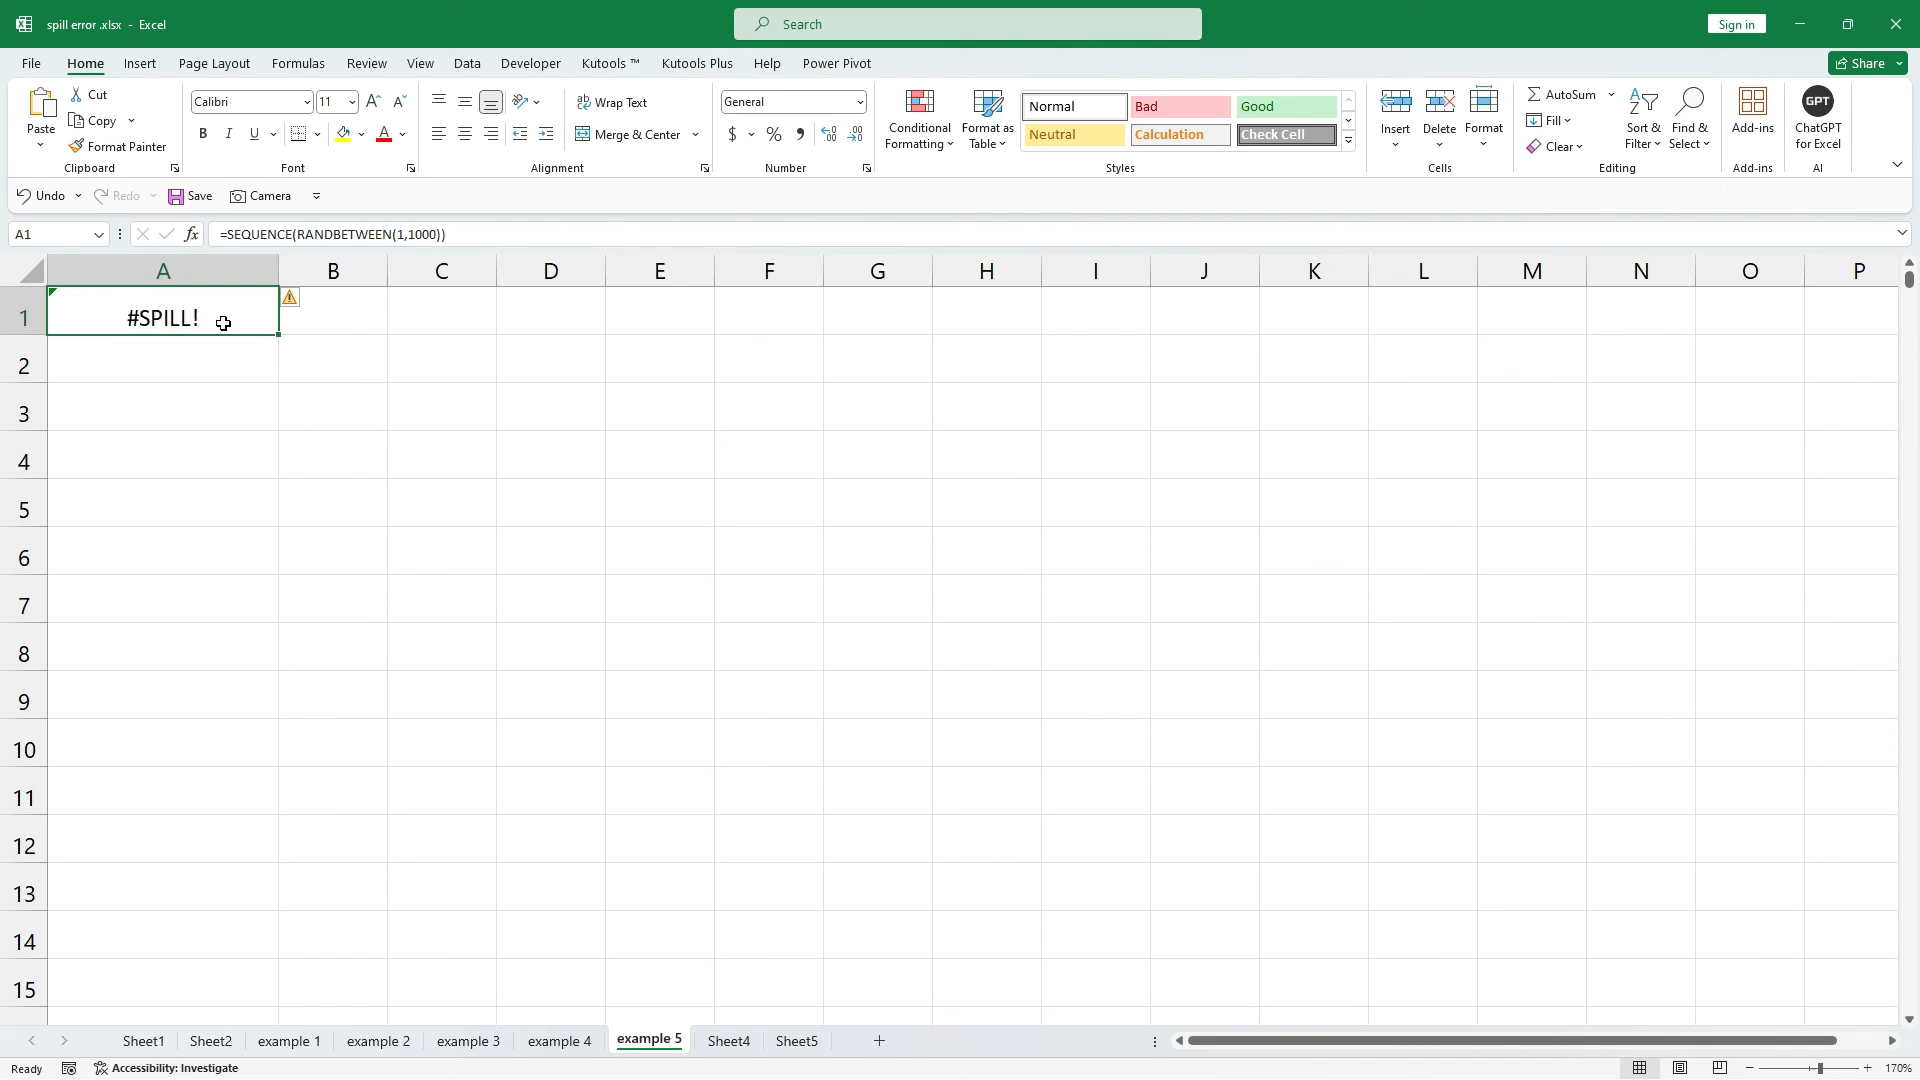 spill error .xlsx - Excel
Search
Sign in
File Home Insert Page Layout Formulas Review View Data Developer Kutools ™ Kutools Plus Help Power Pivot
Share
Paste
Cut
Copy
Format Painter
Clipboard
Calibri 11
B I U
Font
Wrap Text
Merge & Center
Alignment
General
$ % 9
Number
Conditional
Formatting
Format as
Table
Normal Bad Good
Neutral Calculation Check Cell
Styles
Insert Delete Format
Cells
AutoSum
Fill
Clear
Sort &
Filter
Find &
Select
Editing
Add-ins
Add-ins
GPT
ChatGPT
for Excel
AI
Undo Redo Save Camera
A1 fx =SEQUENCE(RANDBETWEEN(1,1000))
A B C D E F G H I J K L M N O P
1 #SPILL!
2
3
4
5
6
7
8
9
10
11
12
13
14
15
Sheet1 Sheet2 example 1 example 2 example 3 example 4 example 5 Sheet4 Sheet5
Ready Accessibility: Investigate 170%